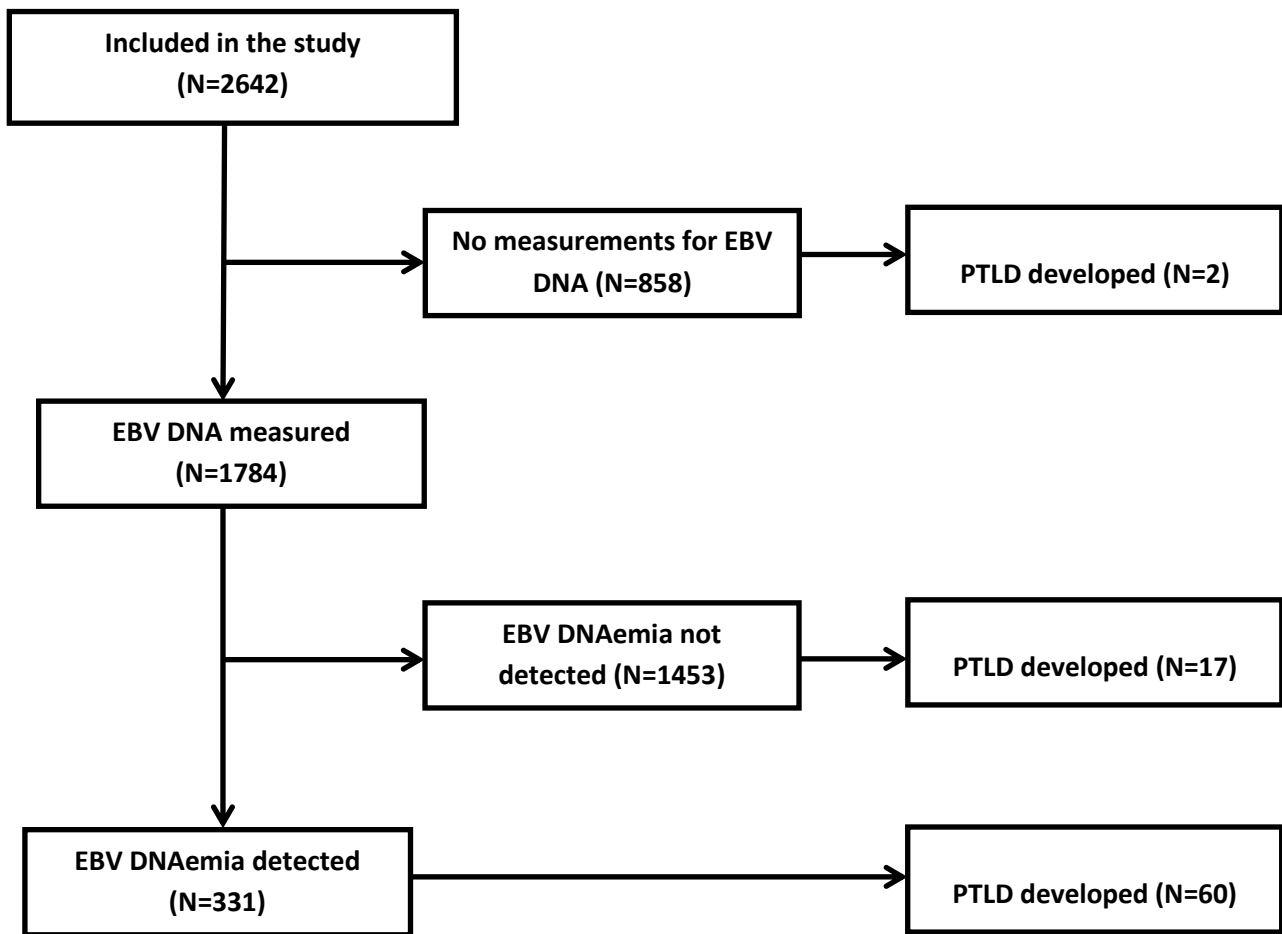 Included in the study
(N=2642)
No measurements for EBV
DNA (N=858)
PTLD developed (N=2)
EBV DNA measured
(N=1784)
EBV DNAemia not
detected (N=1453)
PTLD developed (N=17)
EBV DNAemia detected
(N=331)
PTLD developed (N=60)